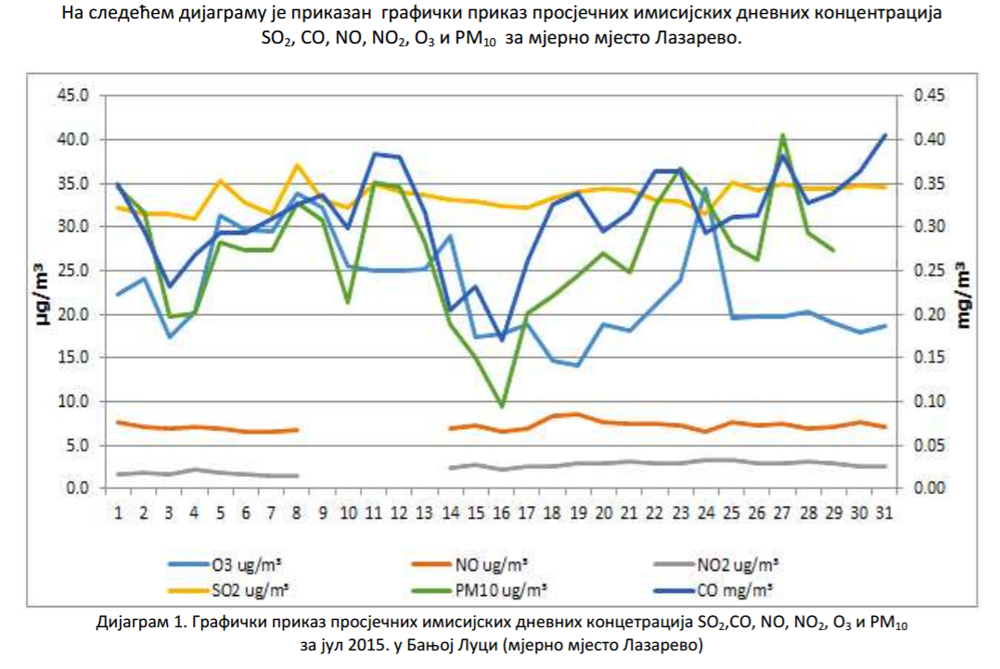 На следећем дијаграму је приказан графички приказ просјечних имисијских дневних концентрација
SO₂, CO, NO, NO₂, O₃ и PM₁₀ за мјерно мјесто Лазарево.
45.0 0.45
40.0 0.40
35.0 0.35
30.0 0.30
25.0 0.25
20.0 0.20
15.0 0.15
10.0 0.10
5.0 0.05
0.0 0.00
µg/m³
mg/m³
1 2 3 4 5 6 7 8 9 10 11 12 13 14 15 16 17 18 19 20 21 22 23 24 25 26 27 28 29 30 31
O3 ug/m³ NO ug/m³ NO2 ug/m³
SO2 ug/m³ PM10 ug/m³ CO mg/m³
Дијаграм 1. Графички приказ просјечних имисијских дневних концетрација SO₂,CO, NO, NO₂, O₃ и PM₁₀
за јул 2015. у Бањој Луци (мјерно мјесто Лазарево)